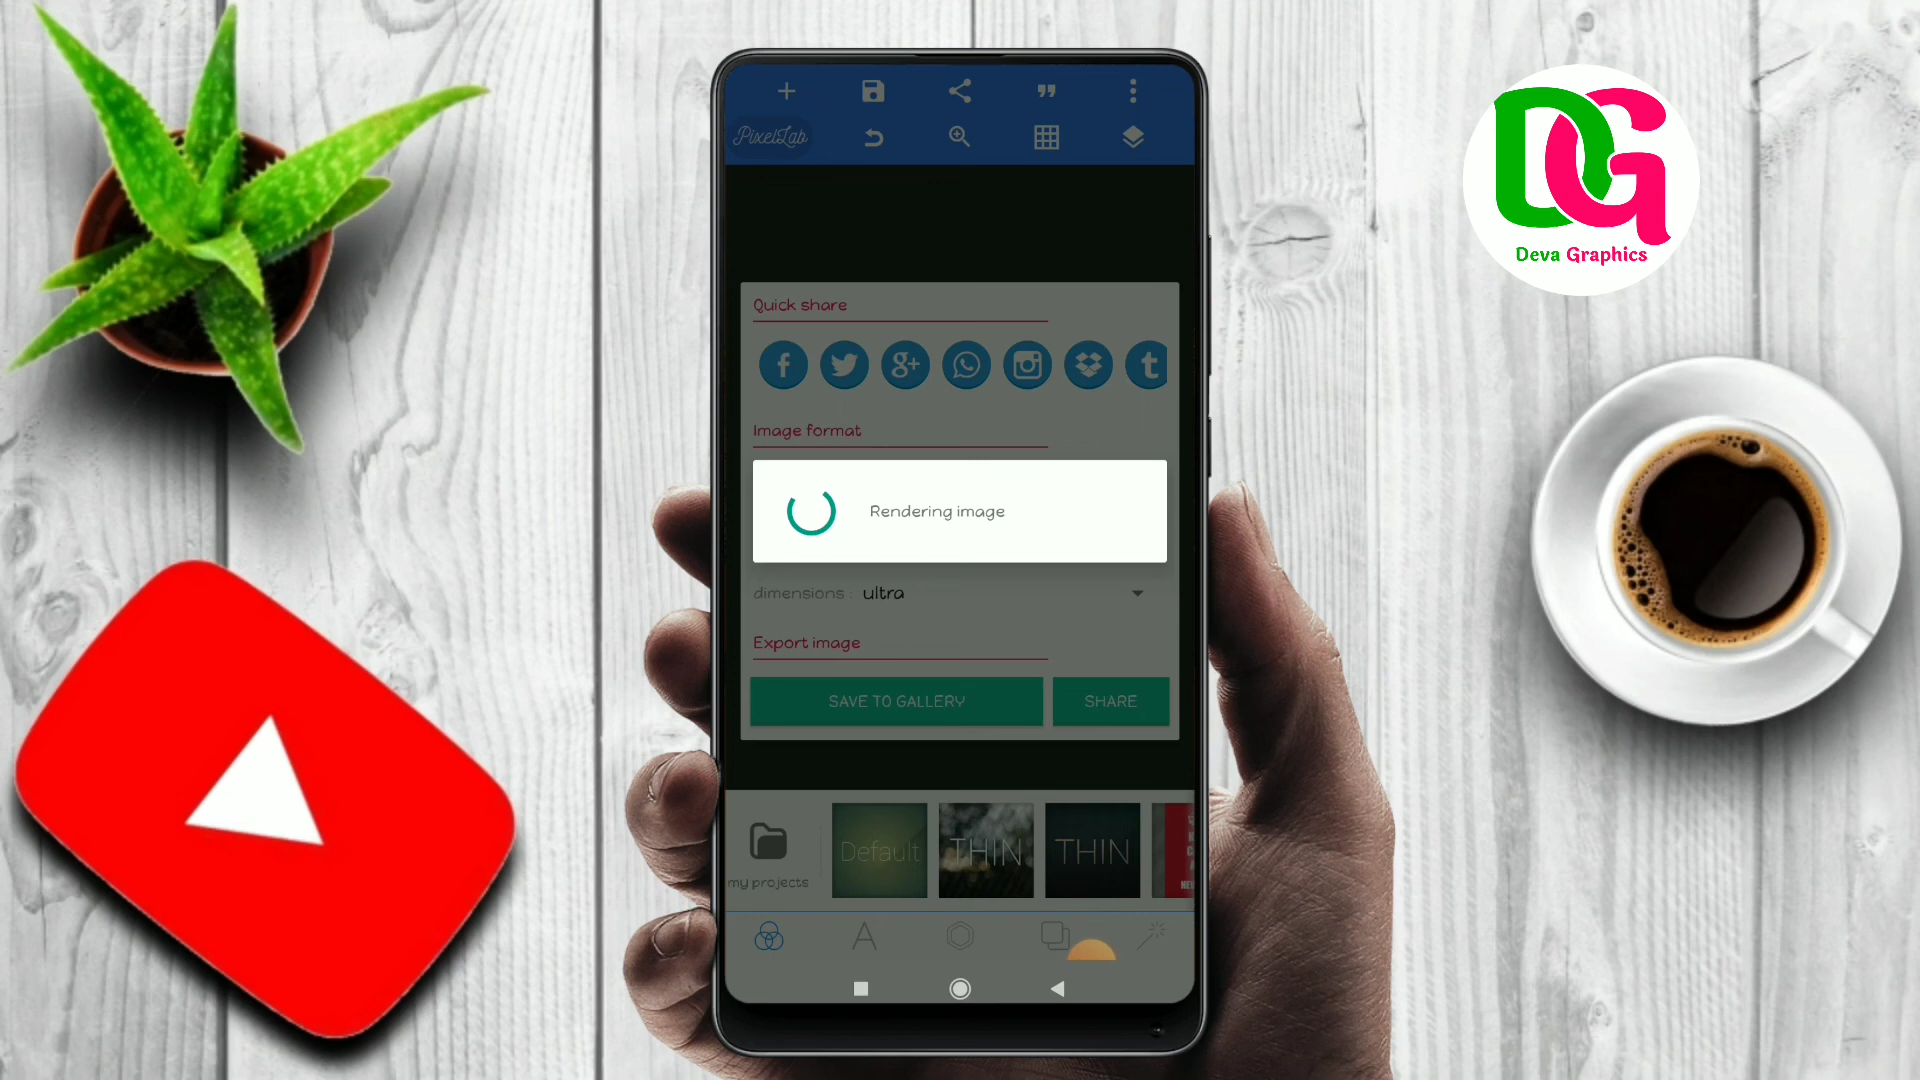 PixelLab
Quick share
Image format
Rendering image
dimensions : ultra
Export image
SAVE TO GALLERY
SHARE
my projects
Default
THIN
THIN
DG
Deva Graphics